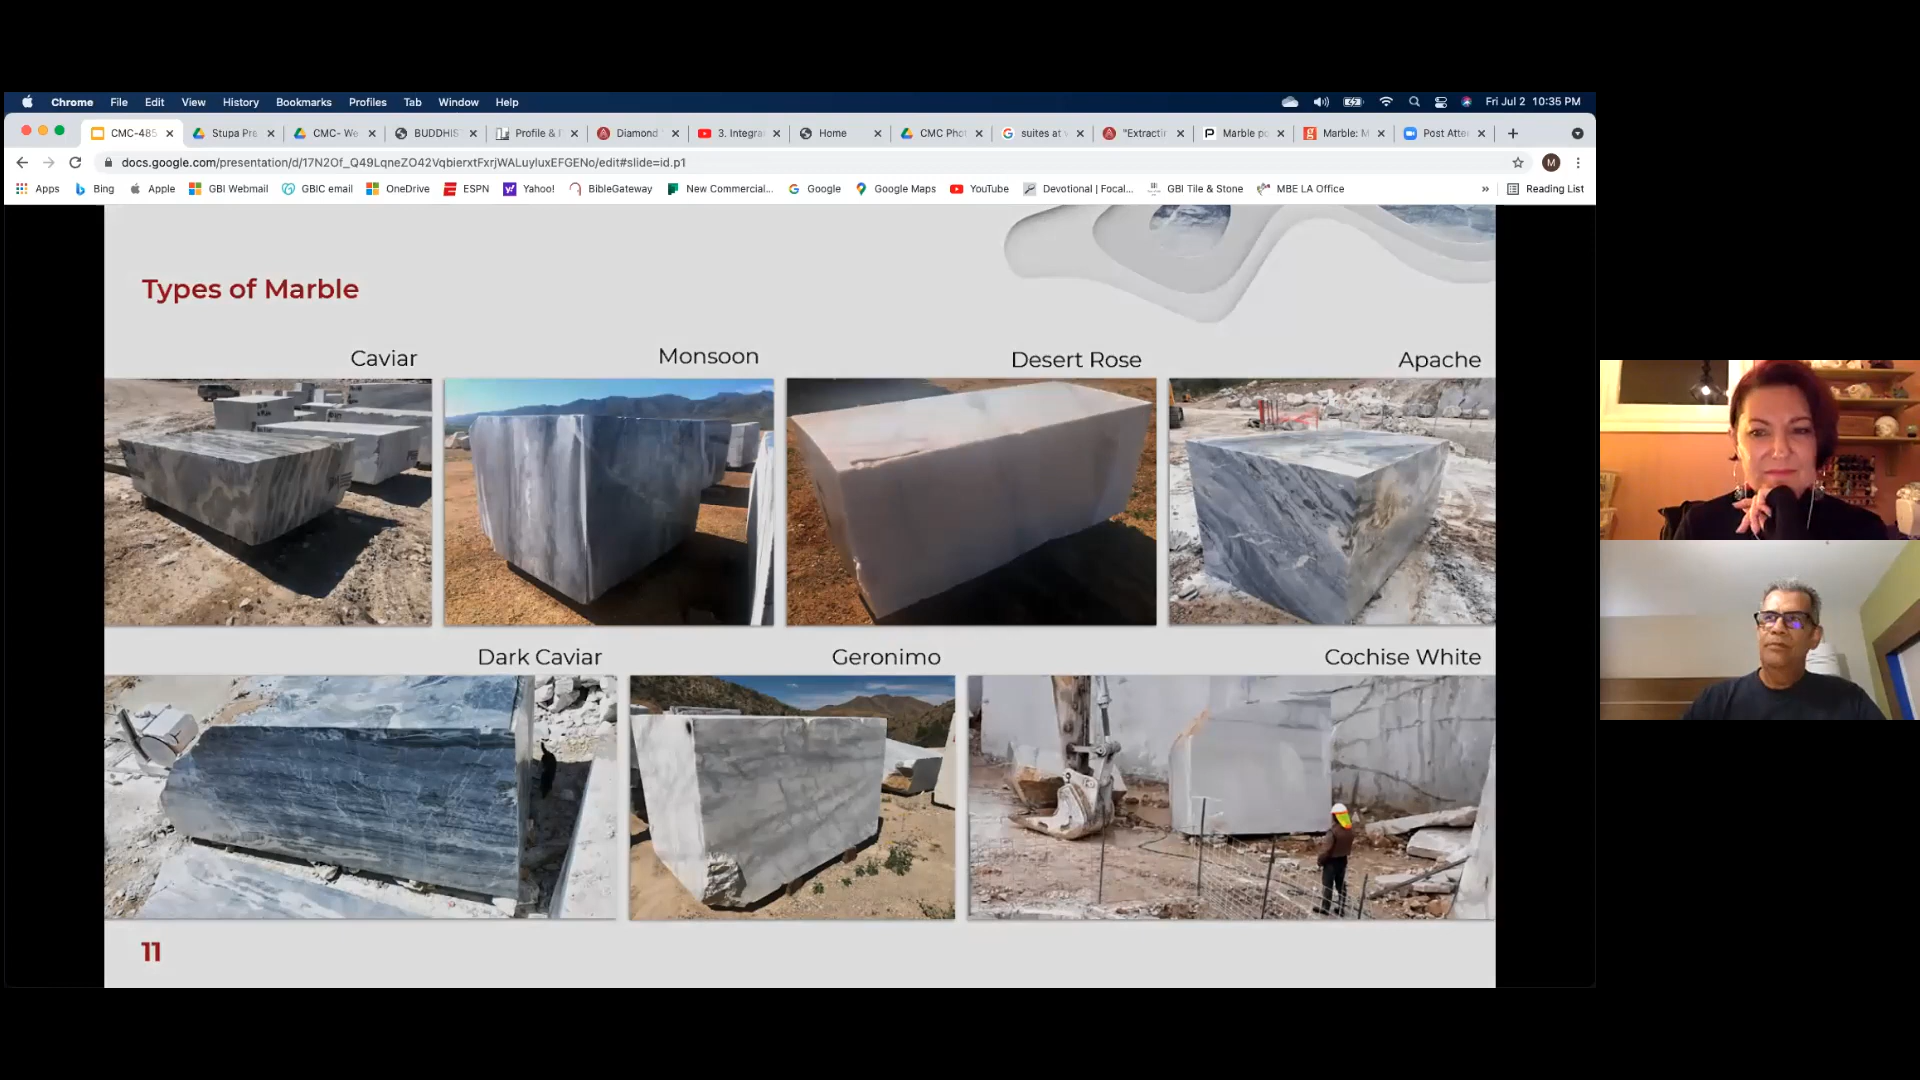 Chrome File Edit View History Bookmarks Profiles Tab Window Help Fri Jul 2 10:35 PM
CMC-485 Stupa Pre CMC- We BUDDHIS Profile & Diamond 3. Integra Home CMC Phot suites at "Extractin Marble po Marble: M Post Atte
docs.google.com/presentation/d/17N2Of_Q49LqneZO42VqbierxtFxrjWALuyluxEFGENo/edit#slide=id.p1 M
Apps Bing Apple GBI Webmail GBIC email OneDrive ESPN Yahoo! BibleGateway New Commercial... Google Google Maps YouTube Devotional | Focal... GBI Tile & Stone MBE LA Office » Reading List
Types of Marble
Caviar Monsoon Desert Rose Apache
Dark Caviar Geronimo Cochise White
11